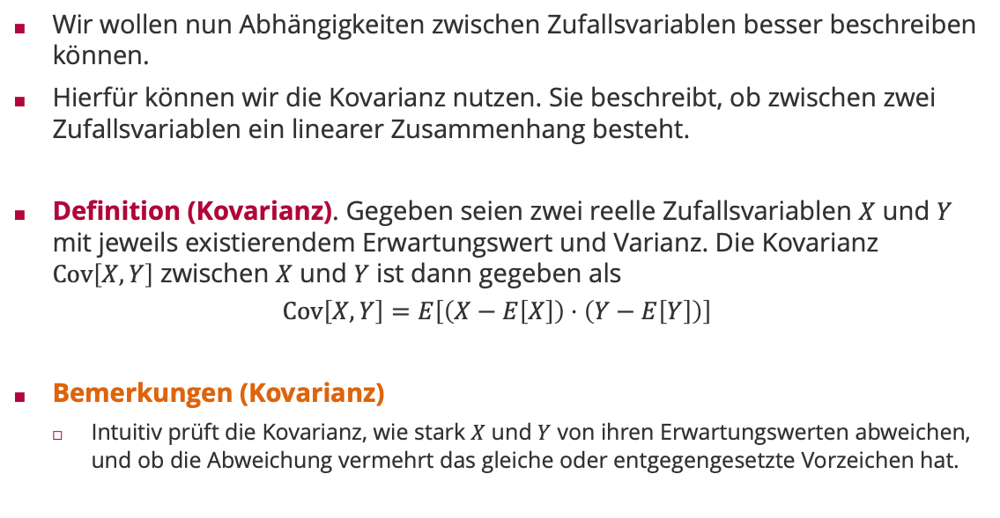 Wir wollen nun Abhängigkeiten zwischen Zufallsvariablen besser beschreiben
können.
Hierfür können wir die Kovarianz nutzen. Sie beschreibt, ob zwischen zwei
Zufallsvariablen ein linearer Zusammenhang besteht.
Definition (Kovarianz). Gegeben seien zwei reelle Zufallsvariablen X und Y
mit jeweils existierendem Erwartungswert und Varianz. Die Kovarianz
Cov[X, Y] zwischen X und Y ist dann gegeben als
Cov[X, Y] = E[(X − E[X]) · (Y − E[Y])]
Bemerkungen (Kovarianz)
Intuitiv prüft die Kovarianz, wie stark X und Y von ihren Erwartungswerten abweichen,
und ob die Abweichung vermehrt das gleiche oder entgegengesetzte Vorzeichen hat.